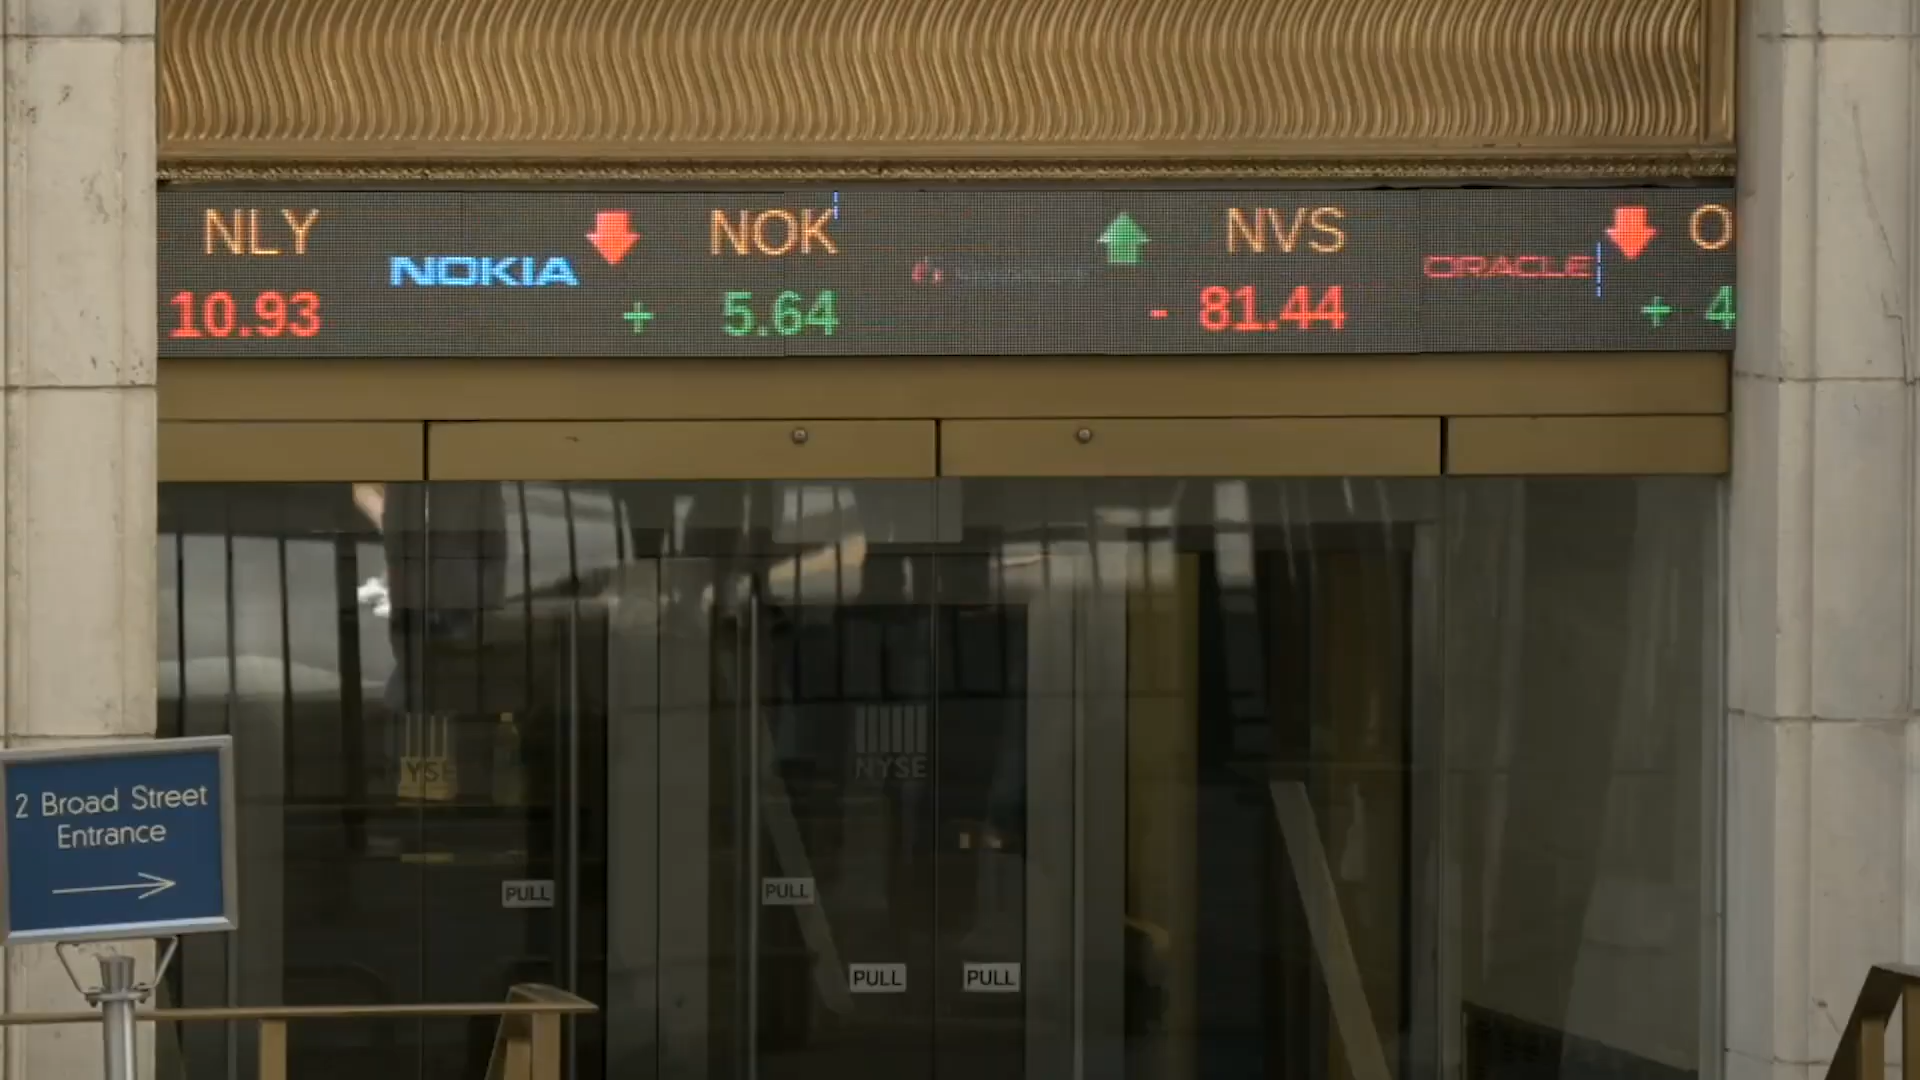 NLY
10.93
NOKIA
NOK
+ 5.64
NVS
- 81.44
ORACLE
O
+ 4
NYSE
2 Broad Street
Entrance
PULL
PULL
PULL
PULL